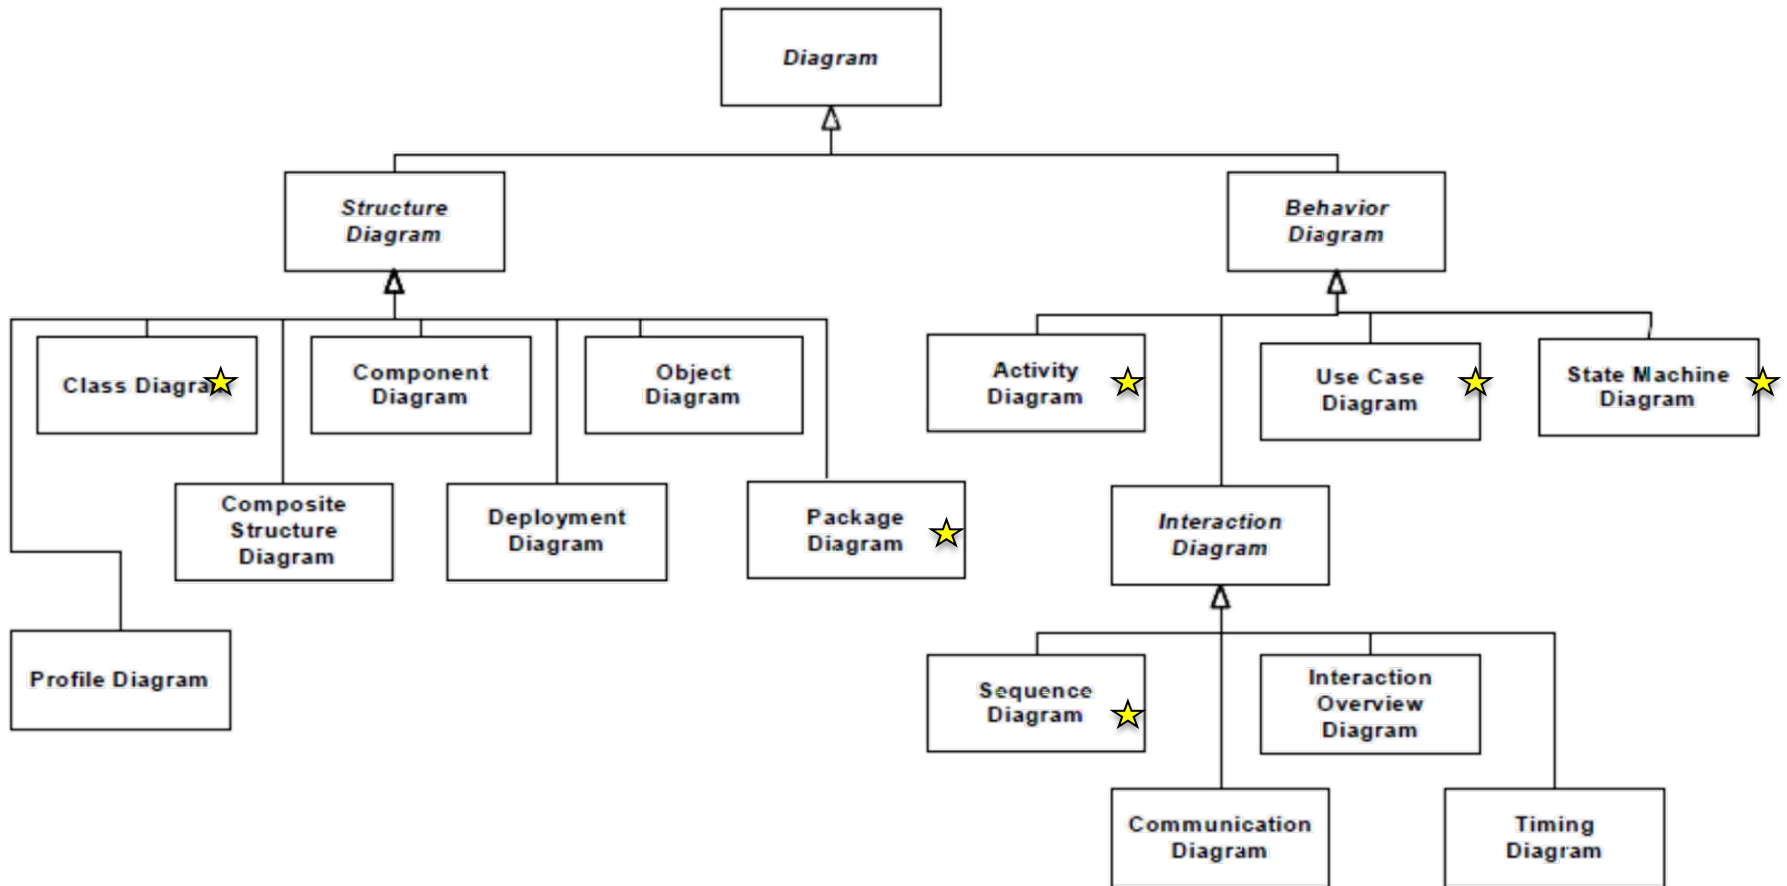 Diagram
Structure
Diagram
Behavior
Diagram
Class Diagra
Component
Diagram
Object
Diagram
Activity
Diagram
Use Case
Diagram
State Machine
Diagram
Composite
Structure
Diagram
Deployment
Diagram
Package
Diagram
Interaction
Diagram
Profile Diagram
Sequence
Diagram
Interaction
Overview
Diagram
Communication
Diagram
Timing
Diagram